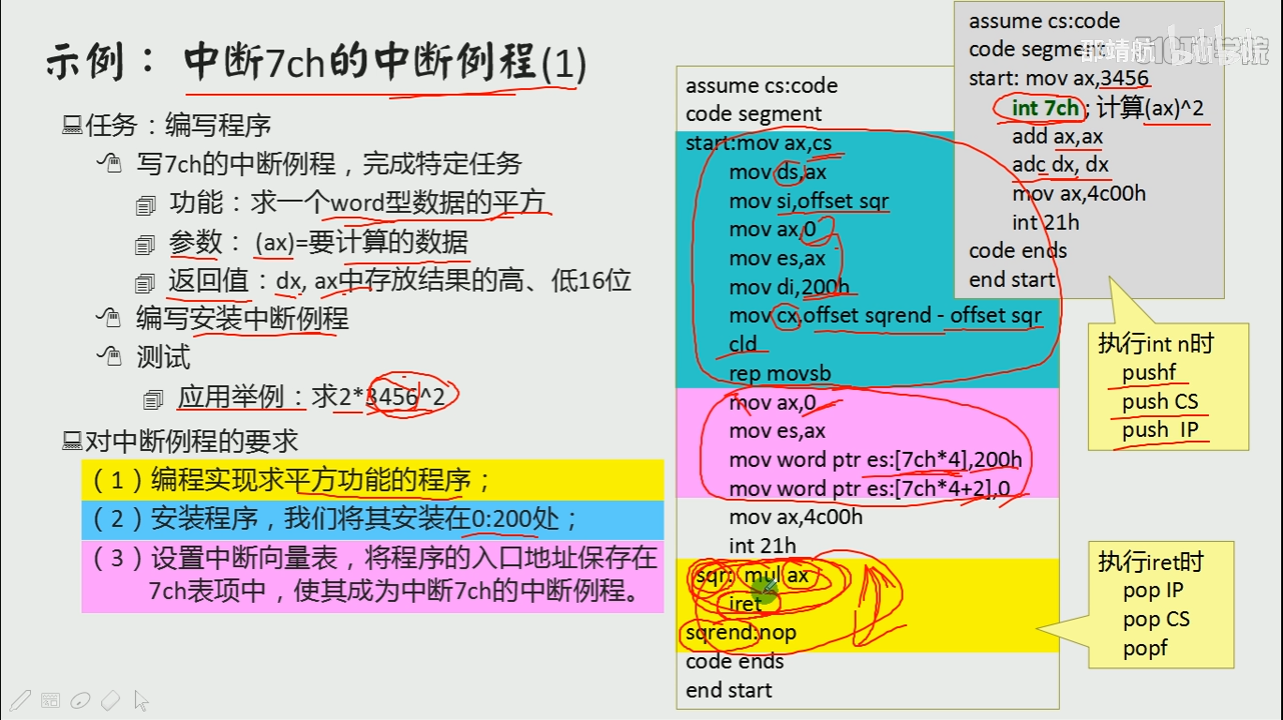 示例： 中断7ch的中断例程(1)
任务：编写程序
写7ch的中断例程，完成特定任务
功能：求一个word型数据的平方
参数： (ax)=要计算的数据
返回值：dx, ax中存放结果的高、低16位
编写安装中断例程
测试
应用举例：求2*3456^2
对中断例程的要求
（1）编程实现求平方功能的程序；
（2）安装程序，我们将其安装在0:200处；
（3）设置中断向量表，将程序的入口地址保存在
7ch表项中，使其成为中断7ch的中断例程。
assume cs:code
code segment
start:mov ax,cs
mov ds,ax
mov si,offset sqr
mov ax,0
mov es,ax
mov di,200h
mov cx,offset sqrend - offset sqr
cld
rep movsb
mov ax,0
mov es,ax
mov word ptr es:[7ch*4],200h
mov word ptr es:[7ch*4+2],0
mov ax,4c00h
int 21h
sqr: mul ax
iret
sqrend:nop
code ends
end start
assume cs:code
code segment
邵靖航
学院
start: mov ax,3456
int 7ch ; 计算(ax)^2
add ax,ax
adc dx, dx
mov ax,4c00h
int 21h
code ends
end start
执行int n时
pushf
push CS
push IP
执行iret时
pop IP
pop CS
popf